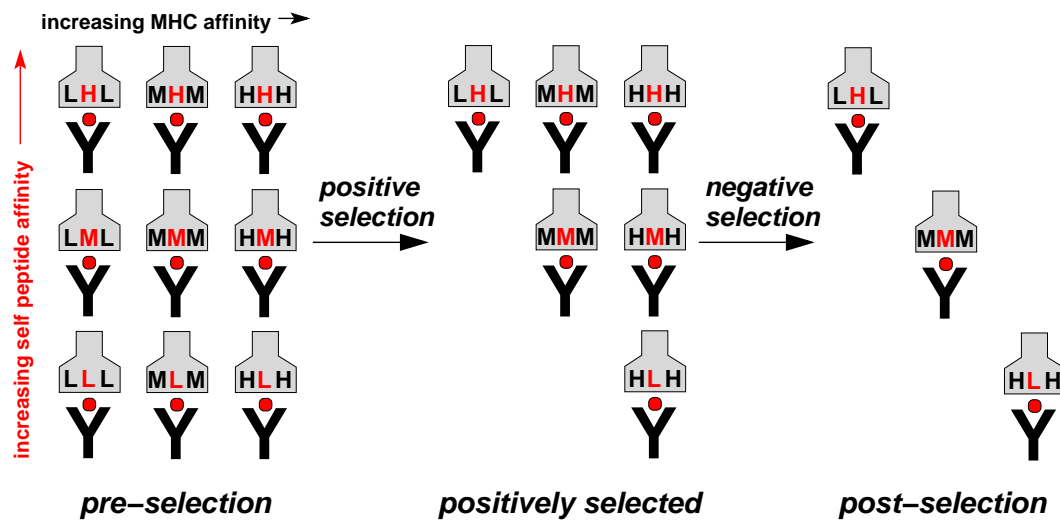 increasing MHC affinity
increasing self peptide affinity
LHL MHM HHH
LML MMM HMH
LLL MLM HLH
pre–selection
positive
selection
LHL MHM HHH
MMM HMH
HLH
positively selected
negative
selection
LHL
MMM
HLH
post–selection